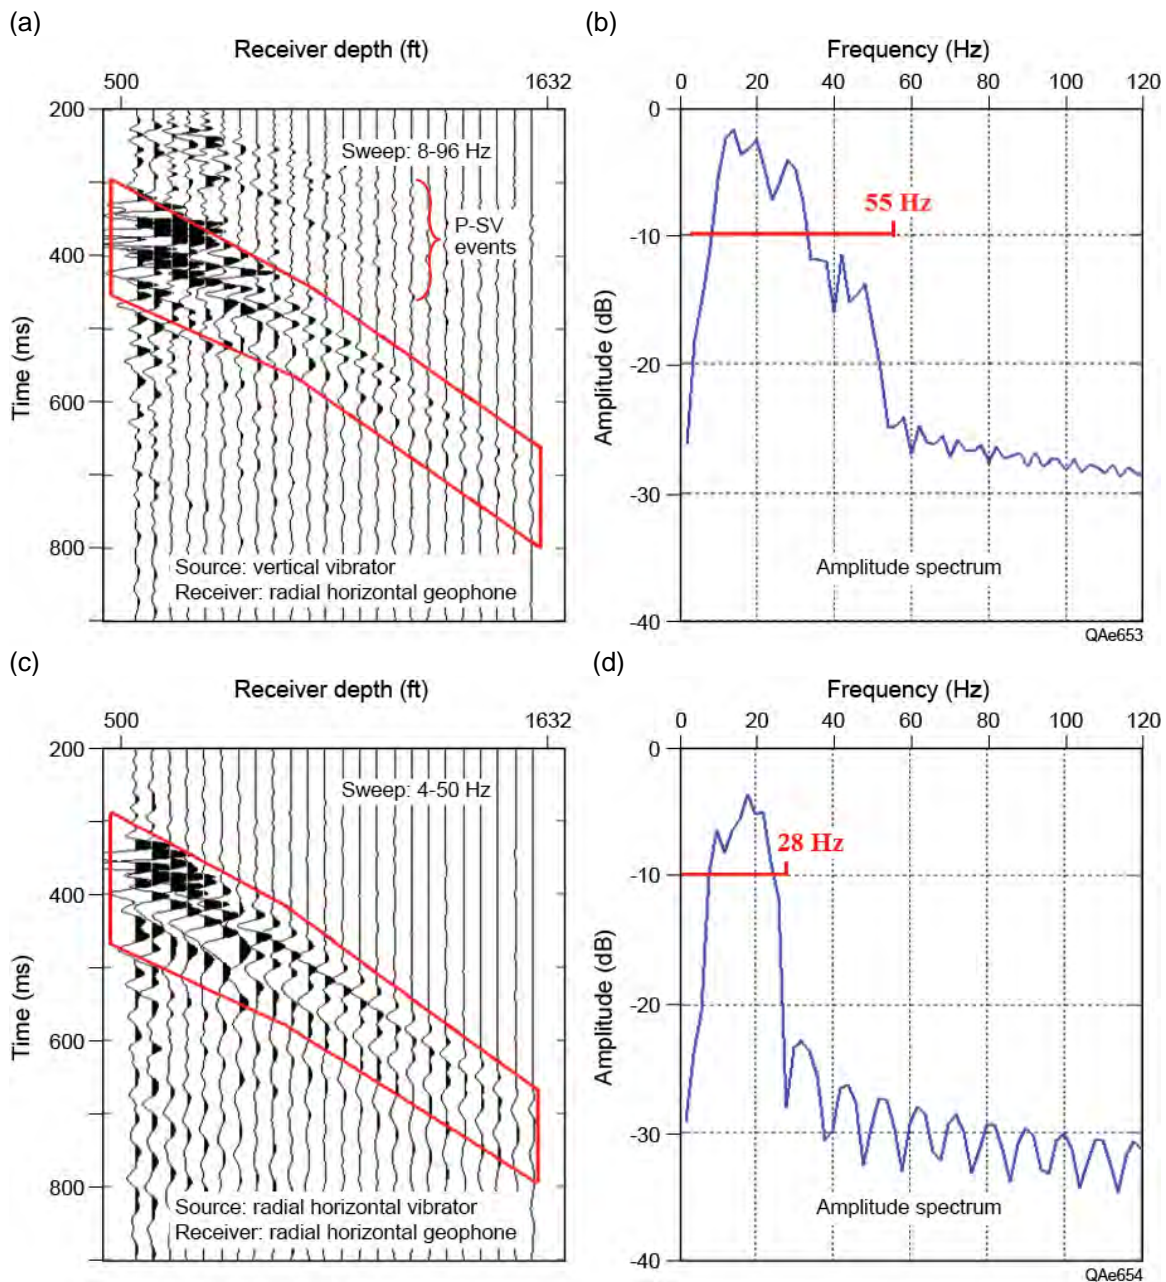 (a)
Receiver depth (ft)
500 1632
200
400
600
800
Time (ms)
Sweep: 8-96 Hz
P-SV
events
Source: vertical vibrator
Receiver: radial horizontal geophone
(b)
Frequency (Hz)
0 20 40 60 80 100 120
0
-10
-20
-30
-40
Amplitude (dB)
55 Hz
Amplitude spectrum
QAe653
(c)
Receiver depth (ft)
500 1632
200
400
600
800
Time (ms)
Sweep: 4-50 Hz
Source: radial horizontal vibrator
Receiver: radial horizontal geophone
(d)
Frequency (Hz)
0 20 40 60 80 100 120
0
-10
-20
-30
-40
Amplitude (dB)
28 Hz
Amplitude spectrum
QAe654